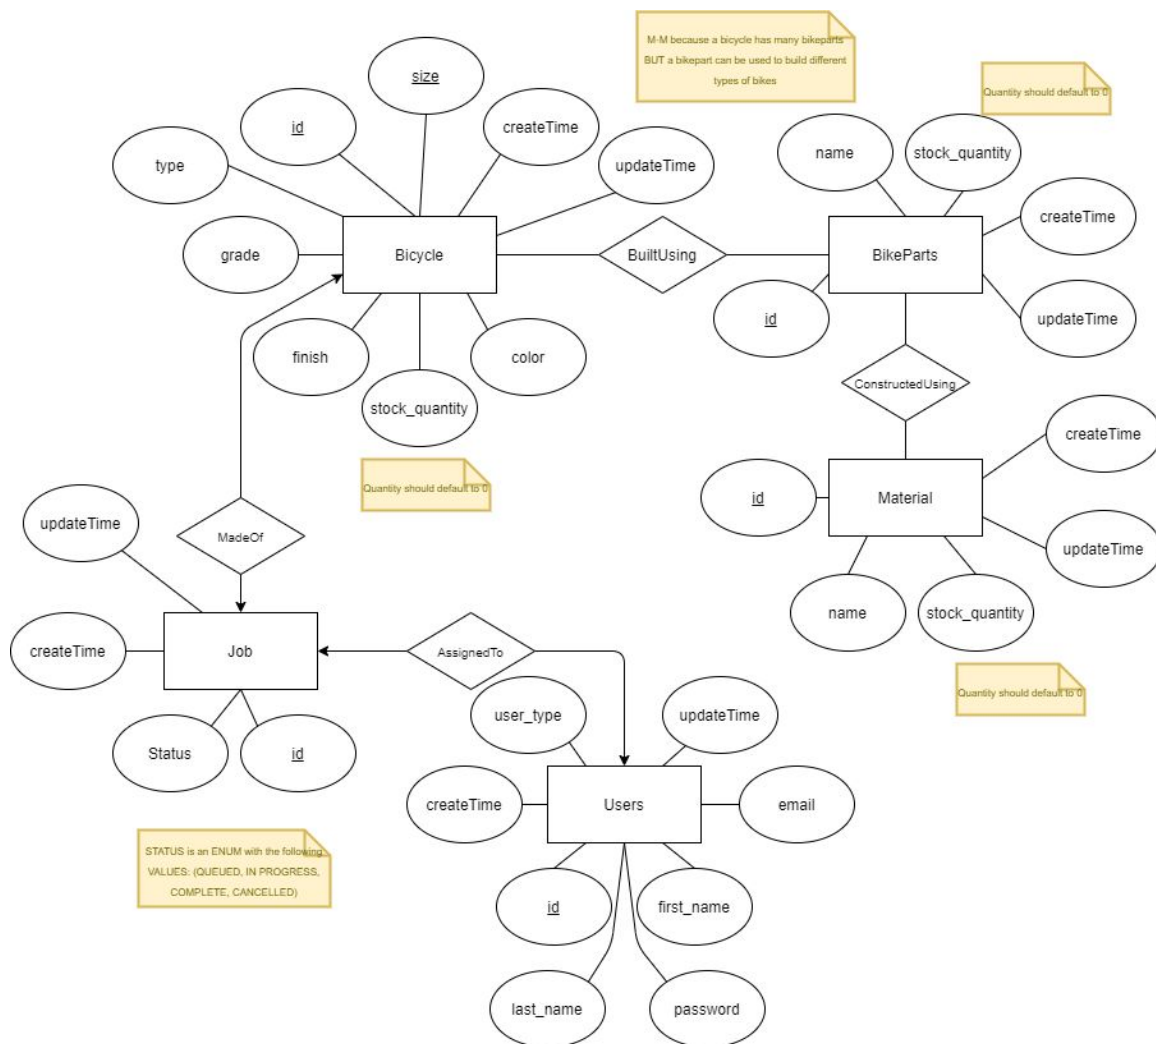 M-M because a bicycle has many bikeparts
BUT a bikepart can be used to build different
types of bikes
size
Quantity should default to 0
id
createTime
type
updateTime
name
stock_quantity
createTime
grade
Bicycle
BuiltUsing
BikeParts
id
updateTime
finish
color
stock_quantity
ConstructedUsing
createTime
Quantity should default to 0
id
Material
updateTime
updateTime
MadeOf
name
stock_quantity
createTime
Job
AssignedTo
Quantity should default to 0
user_type
updateTime
Status
id
createTime
Users
email
STATUS is an ENUM with the following
VALUES: (QUEUED, IN PROGRESS,
COMPLETE, CANCELLED)
id
first_name
last_name
password